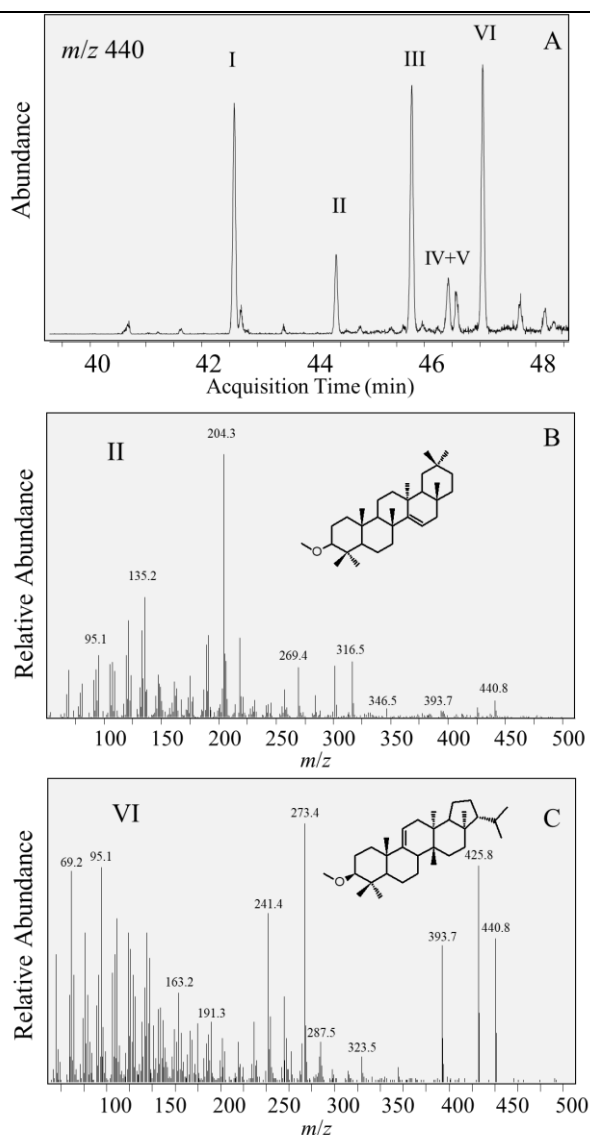 m/z 440
I
VI
A
III
II
IV+V
Abundance
40
42
44
46
48
Acquisition Time (min)
II
204.3
B
135.2
95.1
269.4
316.5
346.5
393.7
440.8
O
Relative Abundance
100
150
200
250
300
350
400
450
500
m/z
VI
273.4
C
69.2
95.1
241.4
425.8
393.7
440.8
163.2
191.3
287.5
323.5
O
Relative Abundance
100
150
200
250
300
350
400
450
500
m/z